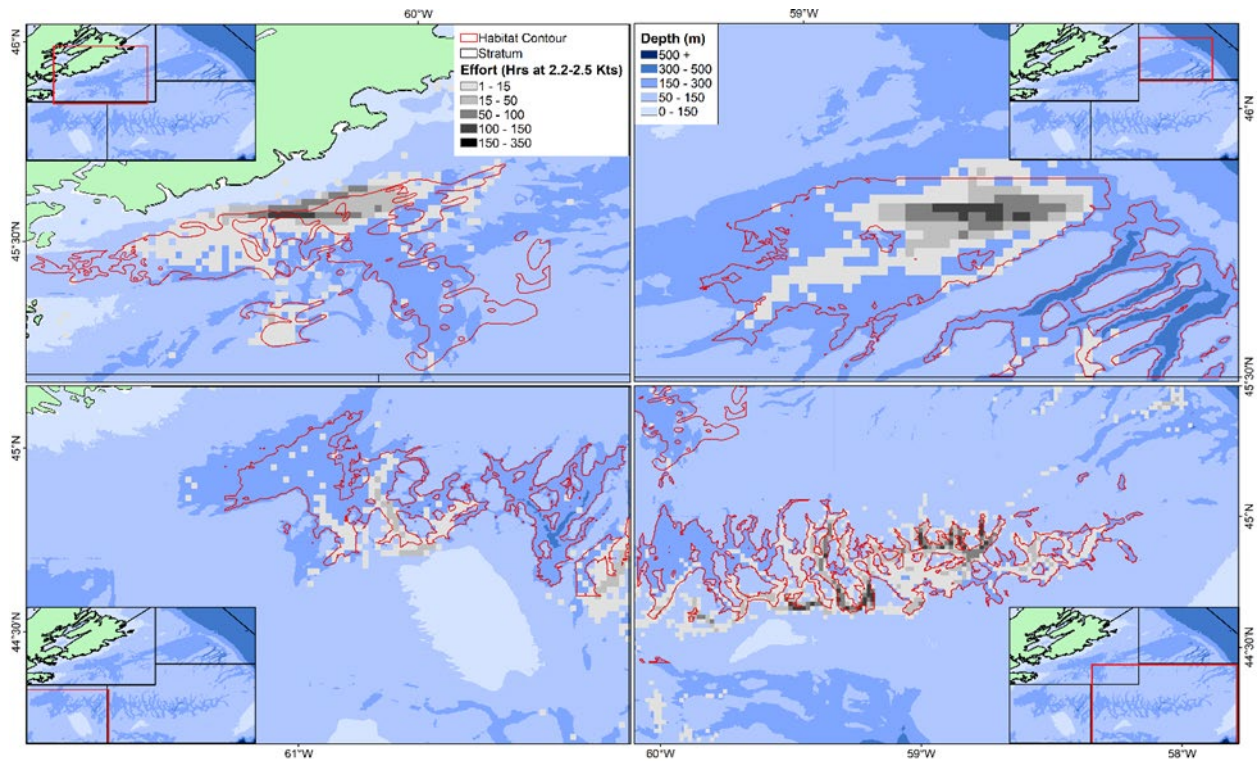 60°W
59°W
46°N
Habitat Contour
Stratum
Effort (Hrs at 2.2-2.5 Kts)
1 - 15
15 - 50
50 - 100
100 - 150
150 - 350
Depth (m)
500 +
300 - 500
150 - 300
50 - 150
0 - 150
46°N
45°30'N
45°30'N
45°N
45°N
44°30'N
44°30'N
61°W
60°W
59°W
58°W